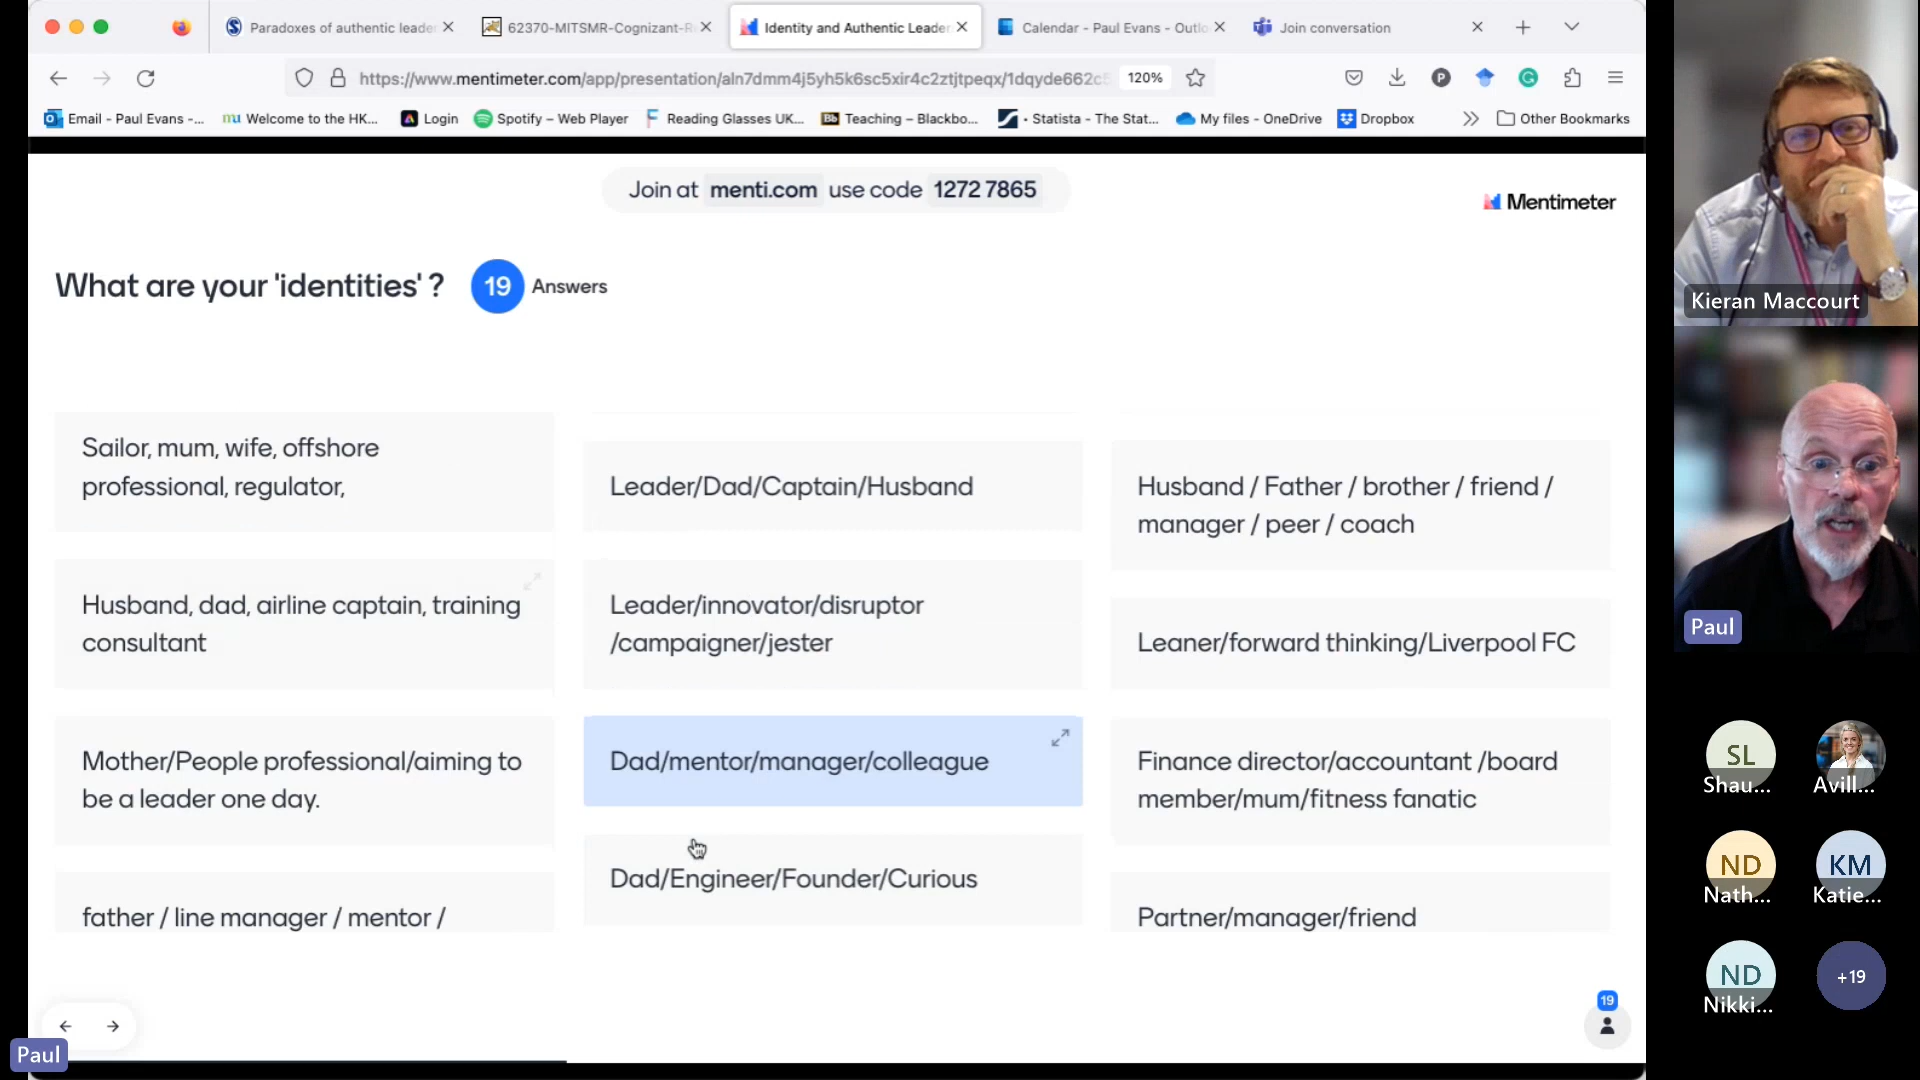 Paradoxes of authentic leade
62370-MITSMR-Cognizant-R
Identity and Authentic Leader
Calendar - Paul Evans - Outlo
Join conversation
https://www.mentimeter.com/app/presentation/aln7dmm4j5yh5k6sc5xir4c2ztjtpeqx/1dqyde662c5
120%
Email - Paul Evans -...
Welcome to the HK...
Login
Spotify – Web Player
Reading Glasses UK...
Bb
Teaching – Blackbo...
· Statista - The Stat...
My files - OneDrive
Dropbox
Other Bookmarks
Join at menti.com use code 1272 7865
Mentimeter
What are your 'identities' ?
19 Answers
Sailor, mum, wife, offshore
professional, regulator,
Leader/Dad/Captain/Husband
Husband / Father / brother / friend /
manager / peer / coach
Husband, dad, airline captain, training
consultant
Leader/innovator/disruptor
/campaigner/jester
Leaner/forward thinking/Liverpool FC
Mother/People professional/aiming to
be a leader one day.
Dad/mentor/manager/colleague
Finance director/accountant /board
member/mum/fitness fanatic
father / line manager / mentor /
Dad/Engineer/Founder/Curious
Partner/manager/friend
19
Paul
Kieran Maccourt
Paul
SL
Shau...
Avill...
ND
Nath...
KM
Katie...
ND
Nikki...
+19